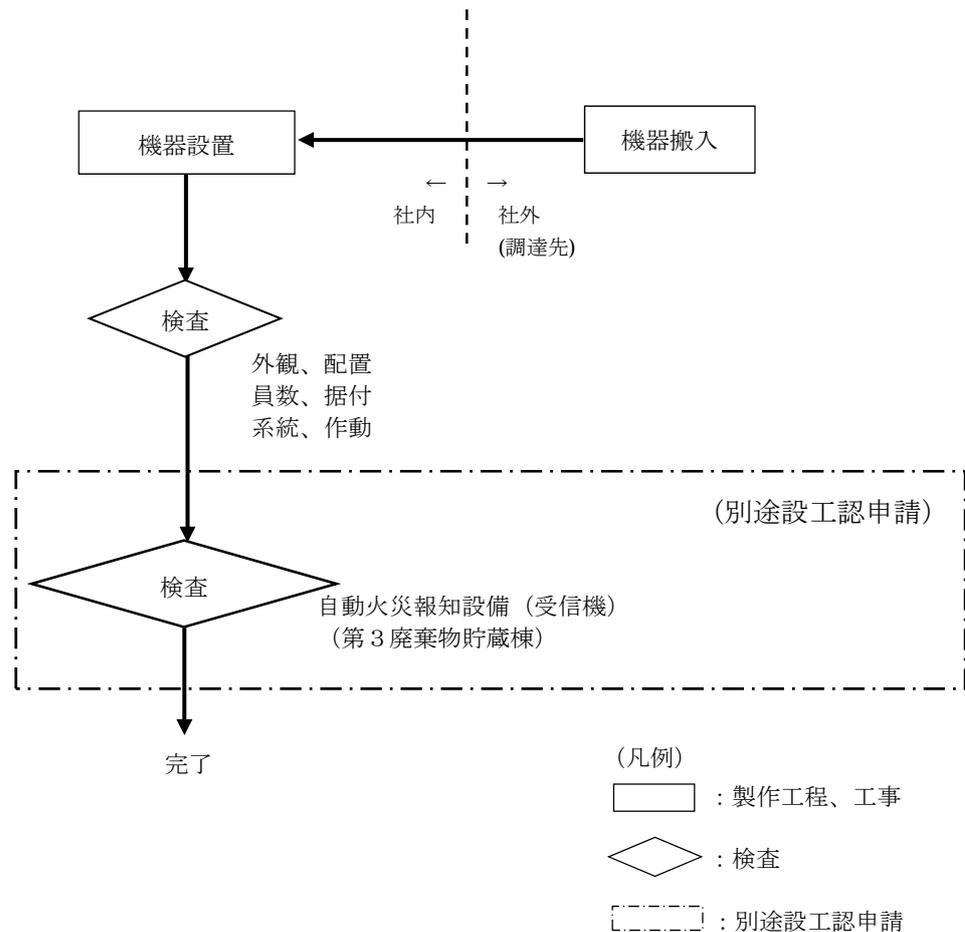 機器設置
機器搬入
← →
社内 社外
(調達先)
検査
外観、配置
員数、据付
系統、作動
(別途設工認申請)
検査
自動火災報知設備（受信機）
（第３廃棄物貯蔵棟）
完了
（凡例）
：製作工程、工事
：検査
：別途設工認申請